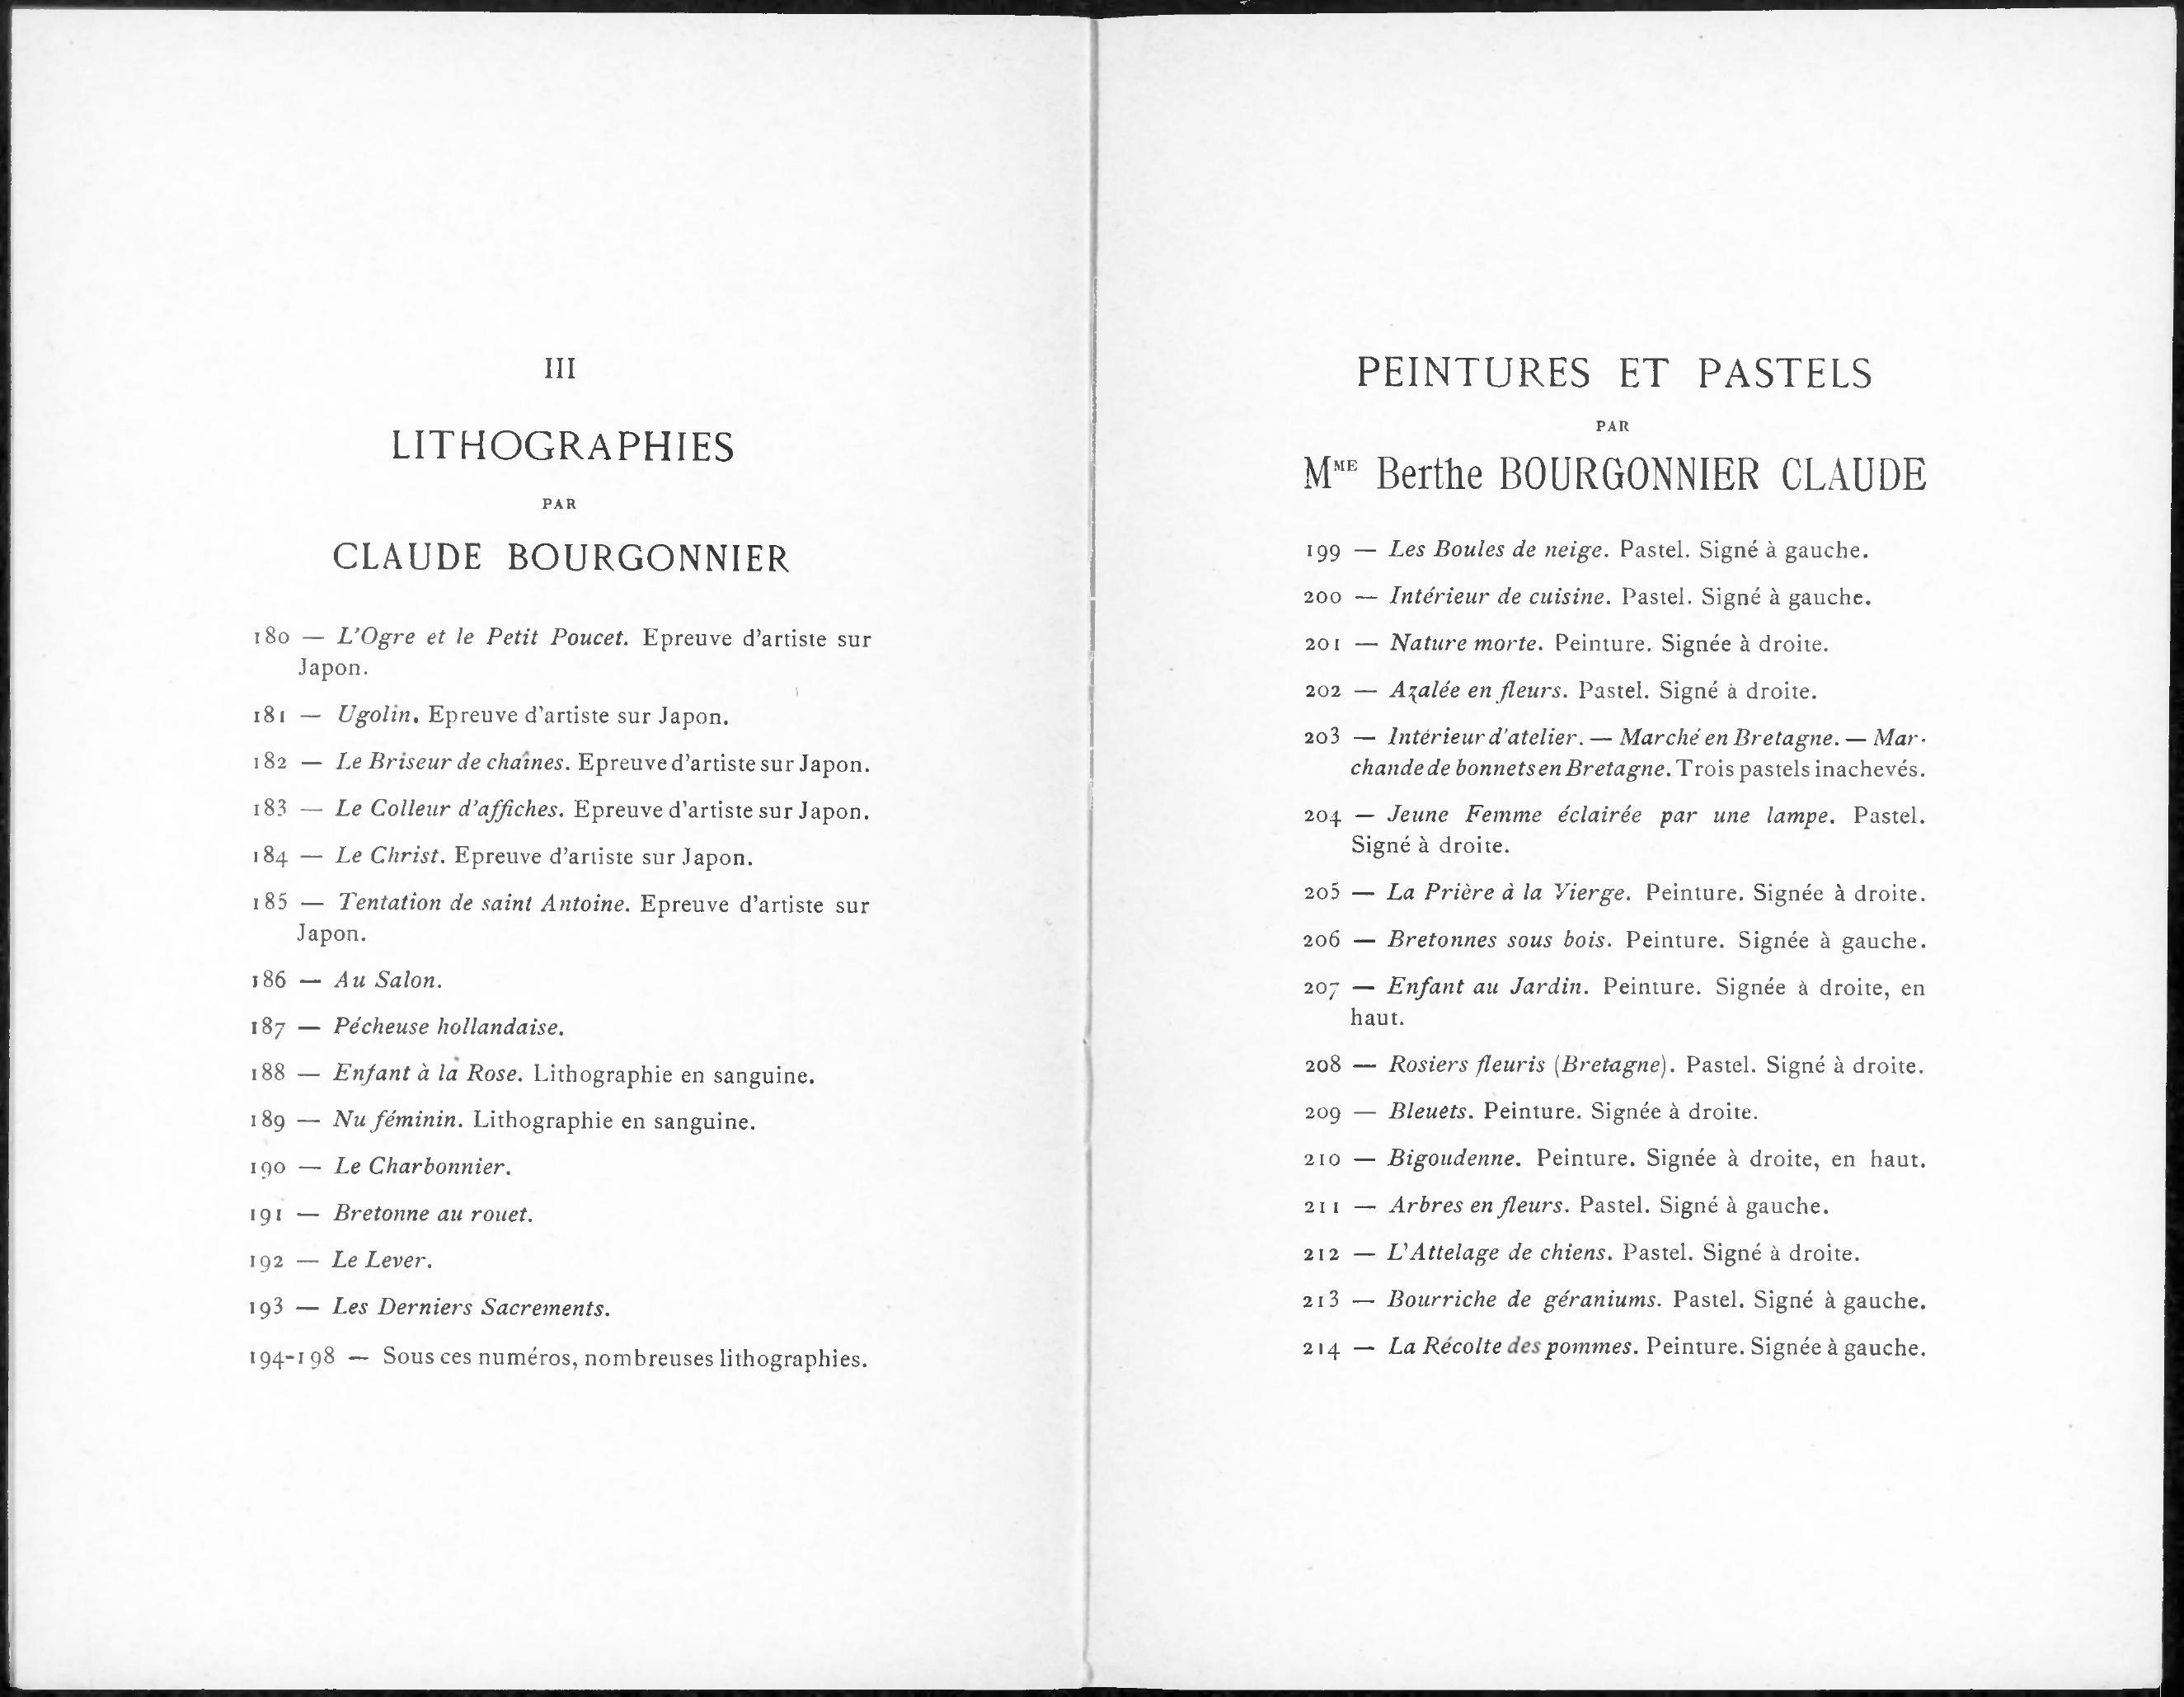 III
LITHOGRAPHIES
PAR
CLAUDE BOURGONNIER
180 — L'Ogre et le Petit Poucet. Epreuve d'artiste sur
Japon.
181 — Ugolin. Epreuve d'artiste sur Japon.
182 — Le Briseur de chaînes. Epreuve d'artiste sur Japon.
183 — Le Colleur d'affiches. Epreuve d'artiste sur Japon.
184 — Le Christ. Epreuve d'artiste sur Japon.
185 — Tentation de saint Antoine. Epreuve d'artiste sur
Japon.
186 — Au Salon.
187 — Pécheuse hollandaise.
188 — Enfant à la Rose. Lithographie en sanguine.
189 — Nu féminin. Lithographie en sanguine.
190 — Le Charbonnier.
191 — Bretonne au rouet.
192 — Le Lever.
193 — Les Derniers Sacrements.
194-198 — Sous ces numéros, nombreuses lithographies.
PEINTURES ET PASTELS
PAR
MME Berthe BOURGONNIER CLAUDE
199 — Les Boules de neige. Pastel. Signé à gauche.
200 — Intérieur de cuisine. Pastel. Signé à gauche.
201 — Nature morte. Peinture. Signée à droite.
202 — Azalée en fleurs. Pastel. Signé à droite.
203 — Intérieur d'atelier. — Marché en Bretagne. — Mar-
chande de bonnets en Bretagne. Trois pastels inachevés.
204 — Jeune Femme éclairée par une lampe. Pastel.
Signé à droite.
205 — La Prière à la Vierge. Peinture. Signée à droite.
206 — Bretonnes sous bois. Peinture. Signée à gauche.
207 — Enfant au Jardin. Peinture. Signée à droite, en
haut.
208 — Rosiers fleuris (Bretagne). Pastel. Signé à droite.
209 — Bleuets. Peinture. Signée à droite.
210 — Bigoudenne. Peinture. Signée à droite, en haut.
211 — Arbres en fleurs. Pastel. Signé à gauche.
212 — L'Attelage de chiens. Pastel. Signé à droite.
213 — Bourriche de géraniums. Pastel. Signé à gauche.
214 — La Récolte des pommes. Peinture. Signée à gauche.